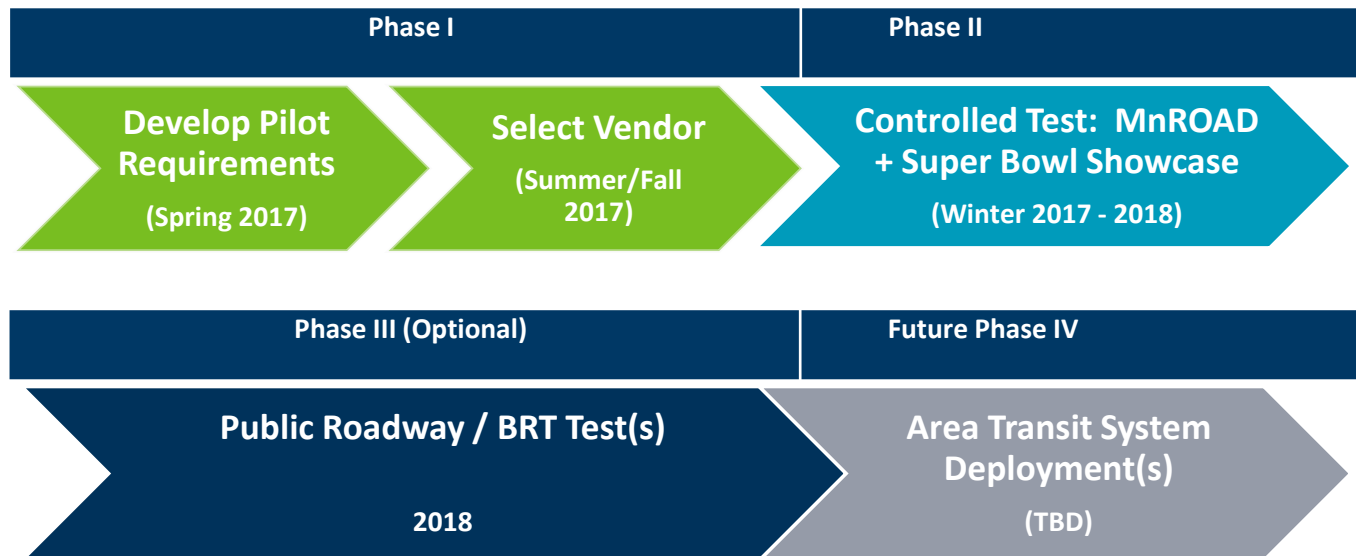 Phase I
Phase II
Develop Pilot
Requirements
(Spring 2017)
Select Vendor
(Summer/Fall
2017)
Controlled Test:  MnROAD
+ Super Bowl Showcase
(Winter 2017 - 2018)
Phase III (Optional)
Future Phase IV
Public Roadway / BRT Test(s)
2018
Area Transit System
Deployment(s)
(TBD)